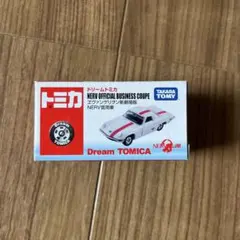 トミカ
ドリームトミカ
NERV OFFICIAL BUSINESS COUPE
エヴァンゲリヲン新劇場版
NERV官用車
TAKARA
TOMY
Dream TOMICA